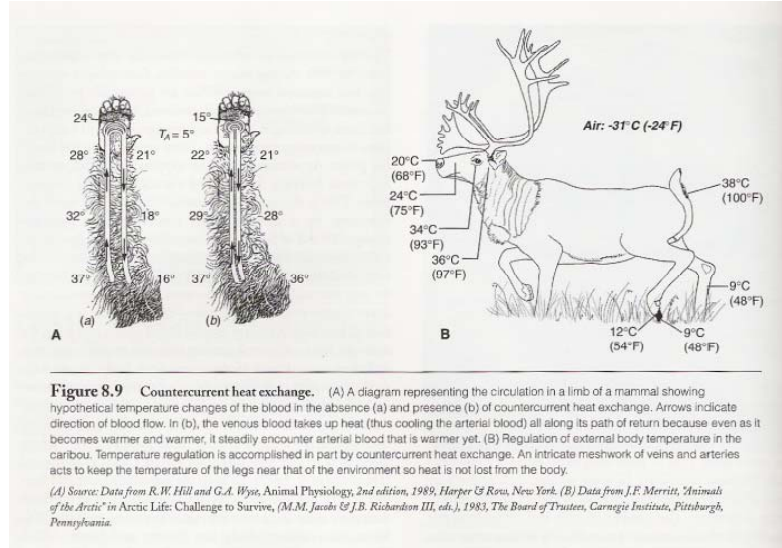 24°
15°
T_A = 5°
28°
21°
22°
21°
32°
18°
29°
28°
37°
16°
37°
36°
(a)
(b)
A
Air: -31°C (-24°F)
20°C
(68°F)
24°C
(75°F)
34°C
(93°F)
36°C
(97°F)
38°C
(100°F)
9°C
(48°F)
12°C
(54°F)
9°C
(48°F)
B
Figure 8.9 Countercurrent heat exchange. (A) A diagram representing the circulation in a limb of a mammal showing
hypothetical temperature changes of the blood in the absence (a) and presence (b) of countercurrent heat exchange. Arrows indicate
direction of blood flow. In (b), the venous blood takes up heat (thus cooling the arterial blood) all along its path of return because even as it
becomes warmer and warmer, it steadily encounter arterial blood that is warmer yet. (B) Regulation of external body temperature in the
caribou. Temperature regulation is accomplished in part by countercurrent heat exchange. An intricate meshwork of veins and arteries
acts to keep the temperature of the legs near that of the environment so heat is not lost from the body.
(A) Source: Data from R.W. Hill and G.A. Wyse, Animal Physiology, 2nd edition, 1989, Harper & Row, New York. (B) Data from J.F. Merritt, "Animals
of the Arctic" in Arctic Life: Challenge to Survive, (M.M. Jacobs & J.B. Richardson III, eds.), 1983, The Board of Trustees, Carnegie Institute, Pittsburgh,
Pennsylvania.